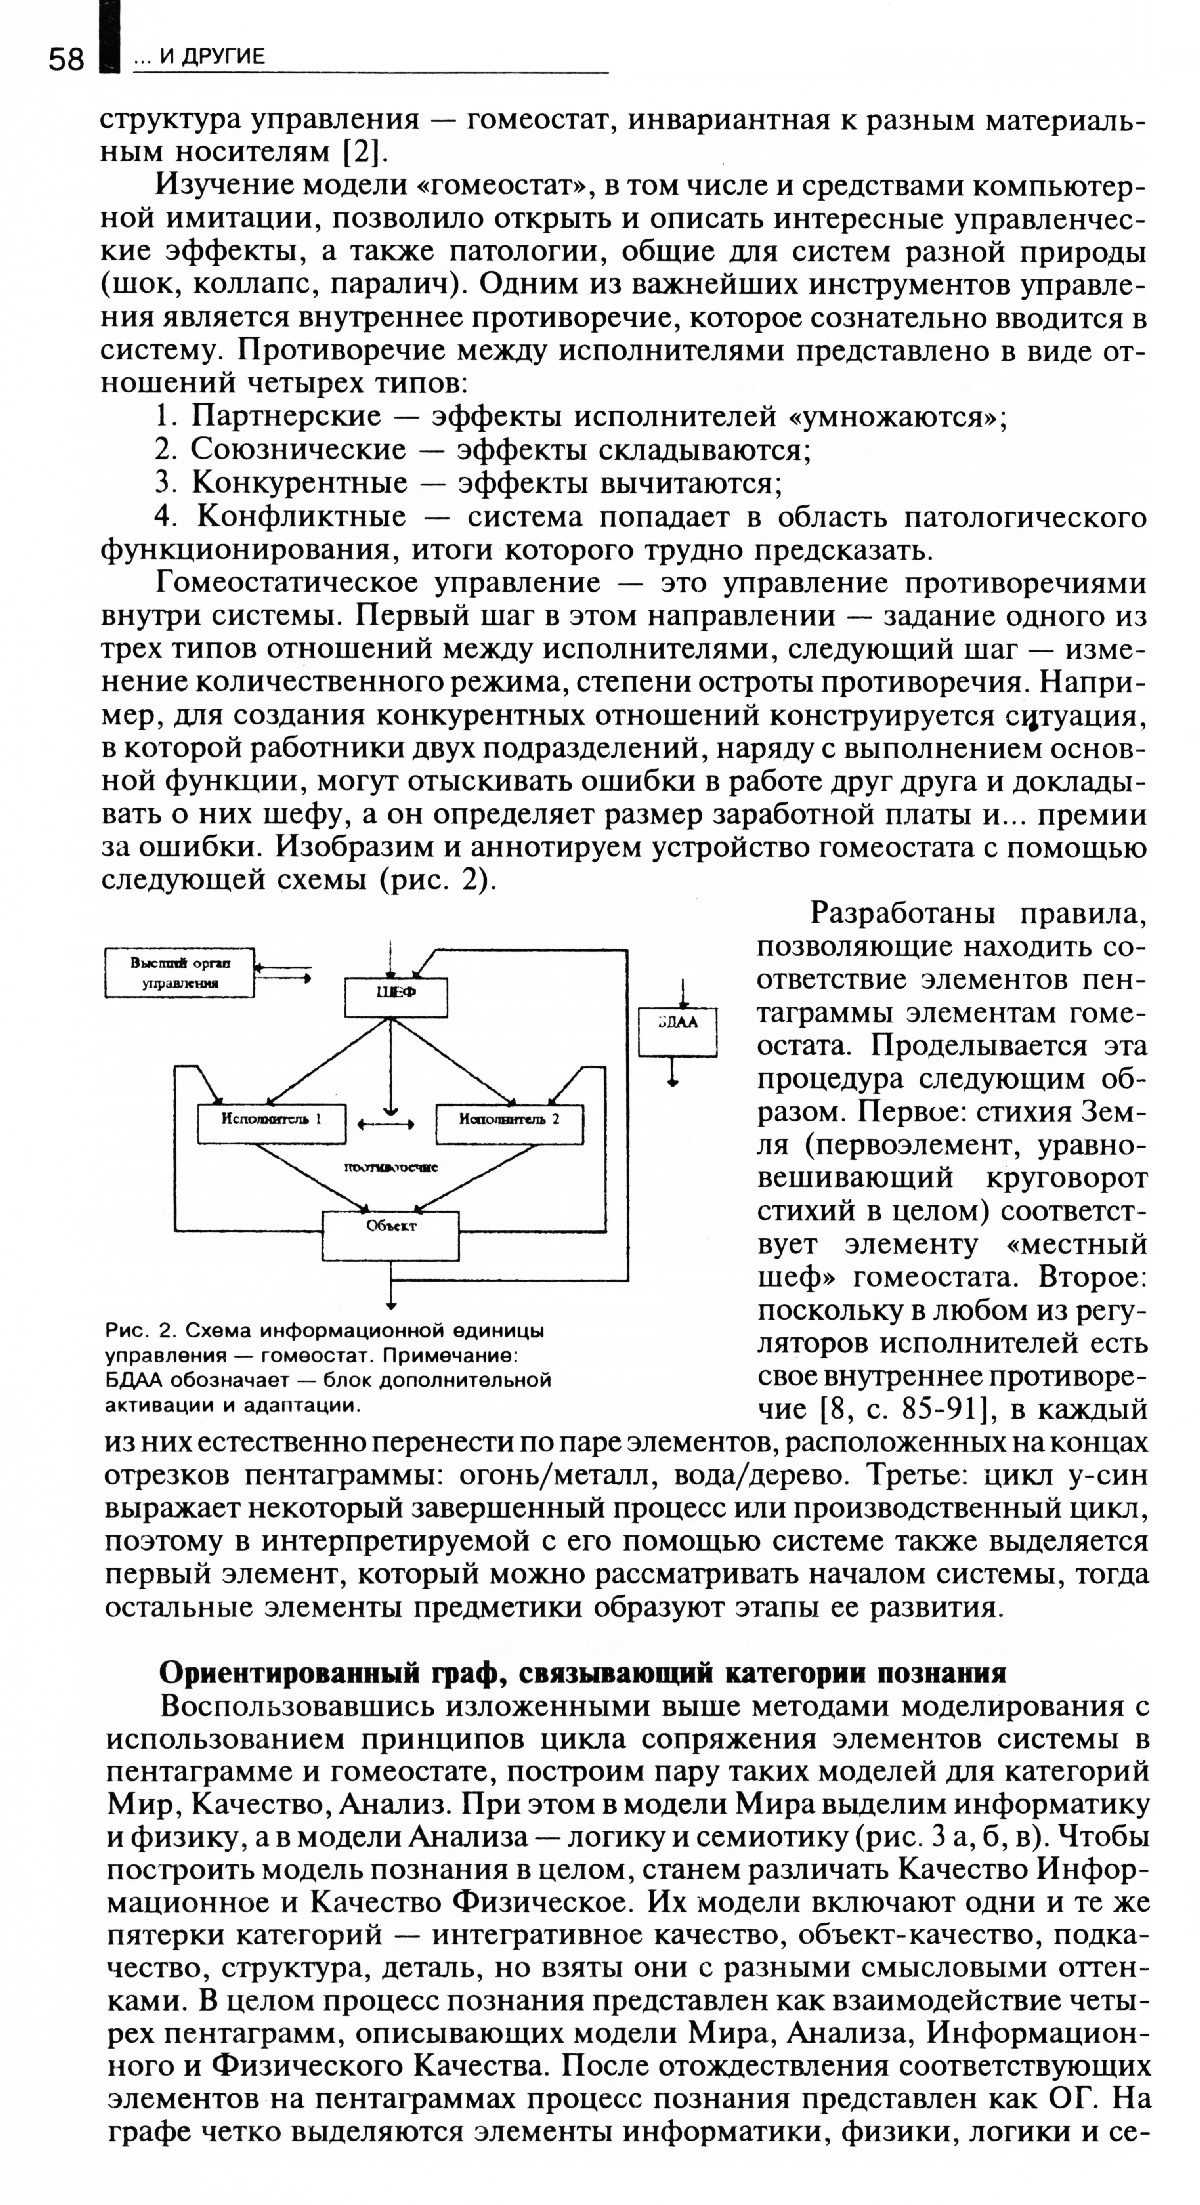 58
... И ДРУГИЕ
структура управления — гомеостат, инвариантная к разным материаль-
ным носителям [2].
Изучение модели «гомеостат», в том числе и средствами компьютер-
ной имитации, позволило открыть и описать интересные управленчес-
кие эффекты, а также патологии, общие для систем разной природы
(шок, коллапс, паралич). Одним из важнейших инструментов управле-
ния является внутреннее противоречие, которое сознательно вводится в
систему. Противоречие между исполнителями представлено в виде от-
ношений четырех типов:
1. Партнерские — эффекты исполнителей «умножаются»;
2. Союзнические — эффекты складываются;
3. Конкурентные — эффекты вычитаются;
4. Конфликтные — система попадает в область патологического
функционирования, итоги которого трудно предсказать.
Гомеостатическое управление — это управление противоречиями
внутри системы. Первый шаг в этом направлении — задание одного из
трех типов отношений между исполнителями, следующий шаг — изме-
нение количественного режима, степени остроты противоречия. Напри-
мер, для создания конкурентных отношений конструируется ситуация,
в которой работники двух подразделений, наряду с выполнением основ-
ной функции, могут отыскивать ошибки в работе друг друга и доклады-
вать о них шефу, а он определяет размер заработной платы и... премии
за ошибки. Изобразим и аннотируем устройство гомеостата с помощью
следующей схемы (рис. 2).
Высший орган
управления
ШЕФ
БДАА
Исполнитель 1
Исполнитель 2
противоречие
Объект
Рис. 2. Схема информационной единицы
управления — гомеостат. Примечание:
БДАА обозначает — блок дополнительной
активации и адаптации.
Разработаны правила,
позволяющие находить со-
ответствие элементов пен-
таграммы элементам гоме-
остата. Проделывается эта
процедура следующим об-
разом. Первое: стихия Зем-
ля (первоэлемент, уравно-
вешивающий круговорот
стихий в целом) соответст-
вует элементу «местный
шеф» гомеостата. Второе:
поскольку в любом из регу-
ляторов исполнителей есть
свое внутреннее противоре-
чие [8, с. 85-91], в каждый
из них естественно перенести по паре элементов, расположенных на концах
отрезков пентаграммы: огонь/металл, вода/дерево. Третье: цикл у-син
выражает некоторый завершенный процесс или производственный цикл,
поэтому в интерпретируемой с его помощью системе также выделяется
первый элемент, который можно рассматривать началом системы, тогда
остальные элементы предметики образуют этапы ее развития.
Ориентированный граф, связывающий категории познания
Воспользовавшись изложенными выше методами моделирования с
использованием принципов цикла сопряжения элементов системы в
пентаграмме и гомеостате, построим пару таких моделей для категорий
Мир, Качество, Анализ. При этом в модели Мира выделим информатику
и физику, а в модели Анализа — логику и семиотику (рис. 3 а, б, в). Чтобы
построить модель познания в целом, станем различать Качество Инфор-
мационное и Качество Физическое. Их модели включают одни и те же
пятерки категорий — интегративное качество, объект-качество, подка-
чество, структура, деталь, но взяты они с разными смысловыми оттен-
ками. В целом процесс познания представлен как взаимодействие четы-
рех пентаграмм, описывающих модели Мира, Анализа, Информацион-
ного и Физического Качества. После отождествления соответствующих
элементов на пентаграммах процесс познания представлен как ОГ. На
графе четко выделяются элементы информатики, физики, логики и се-